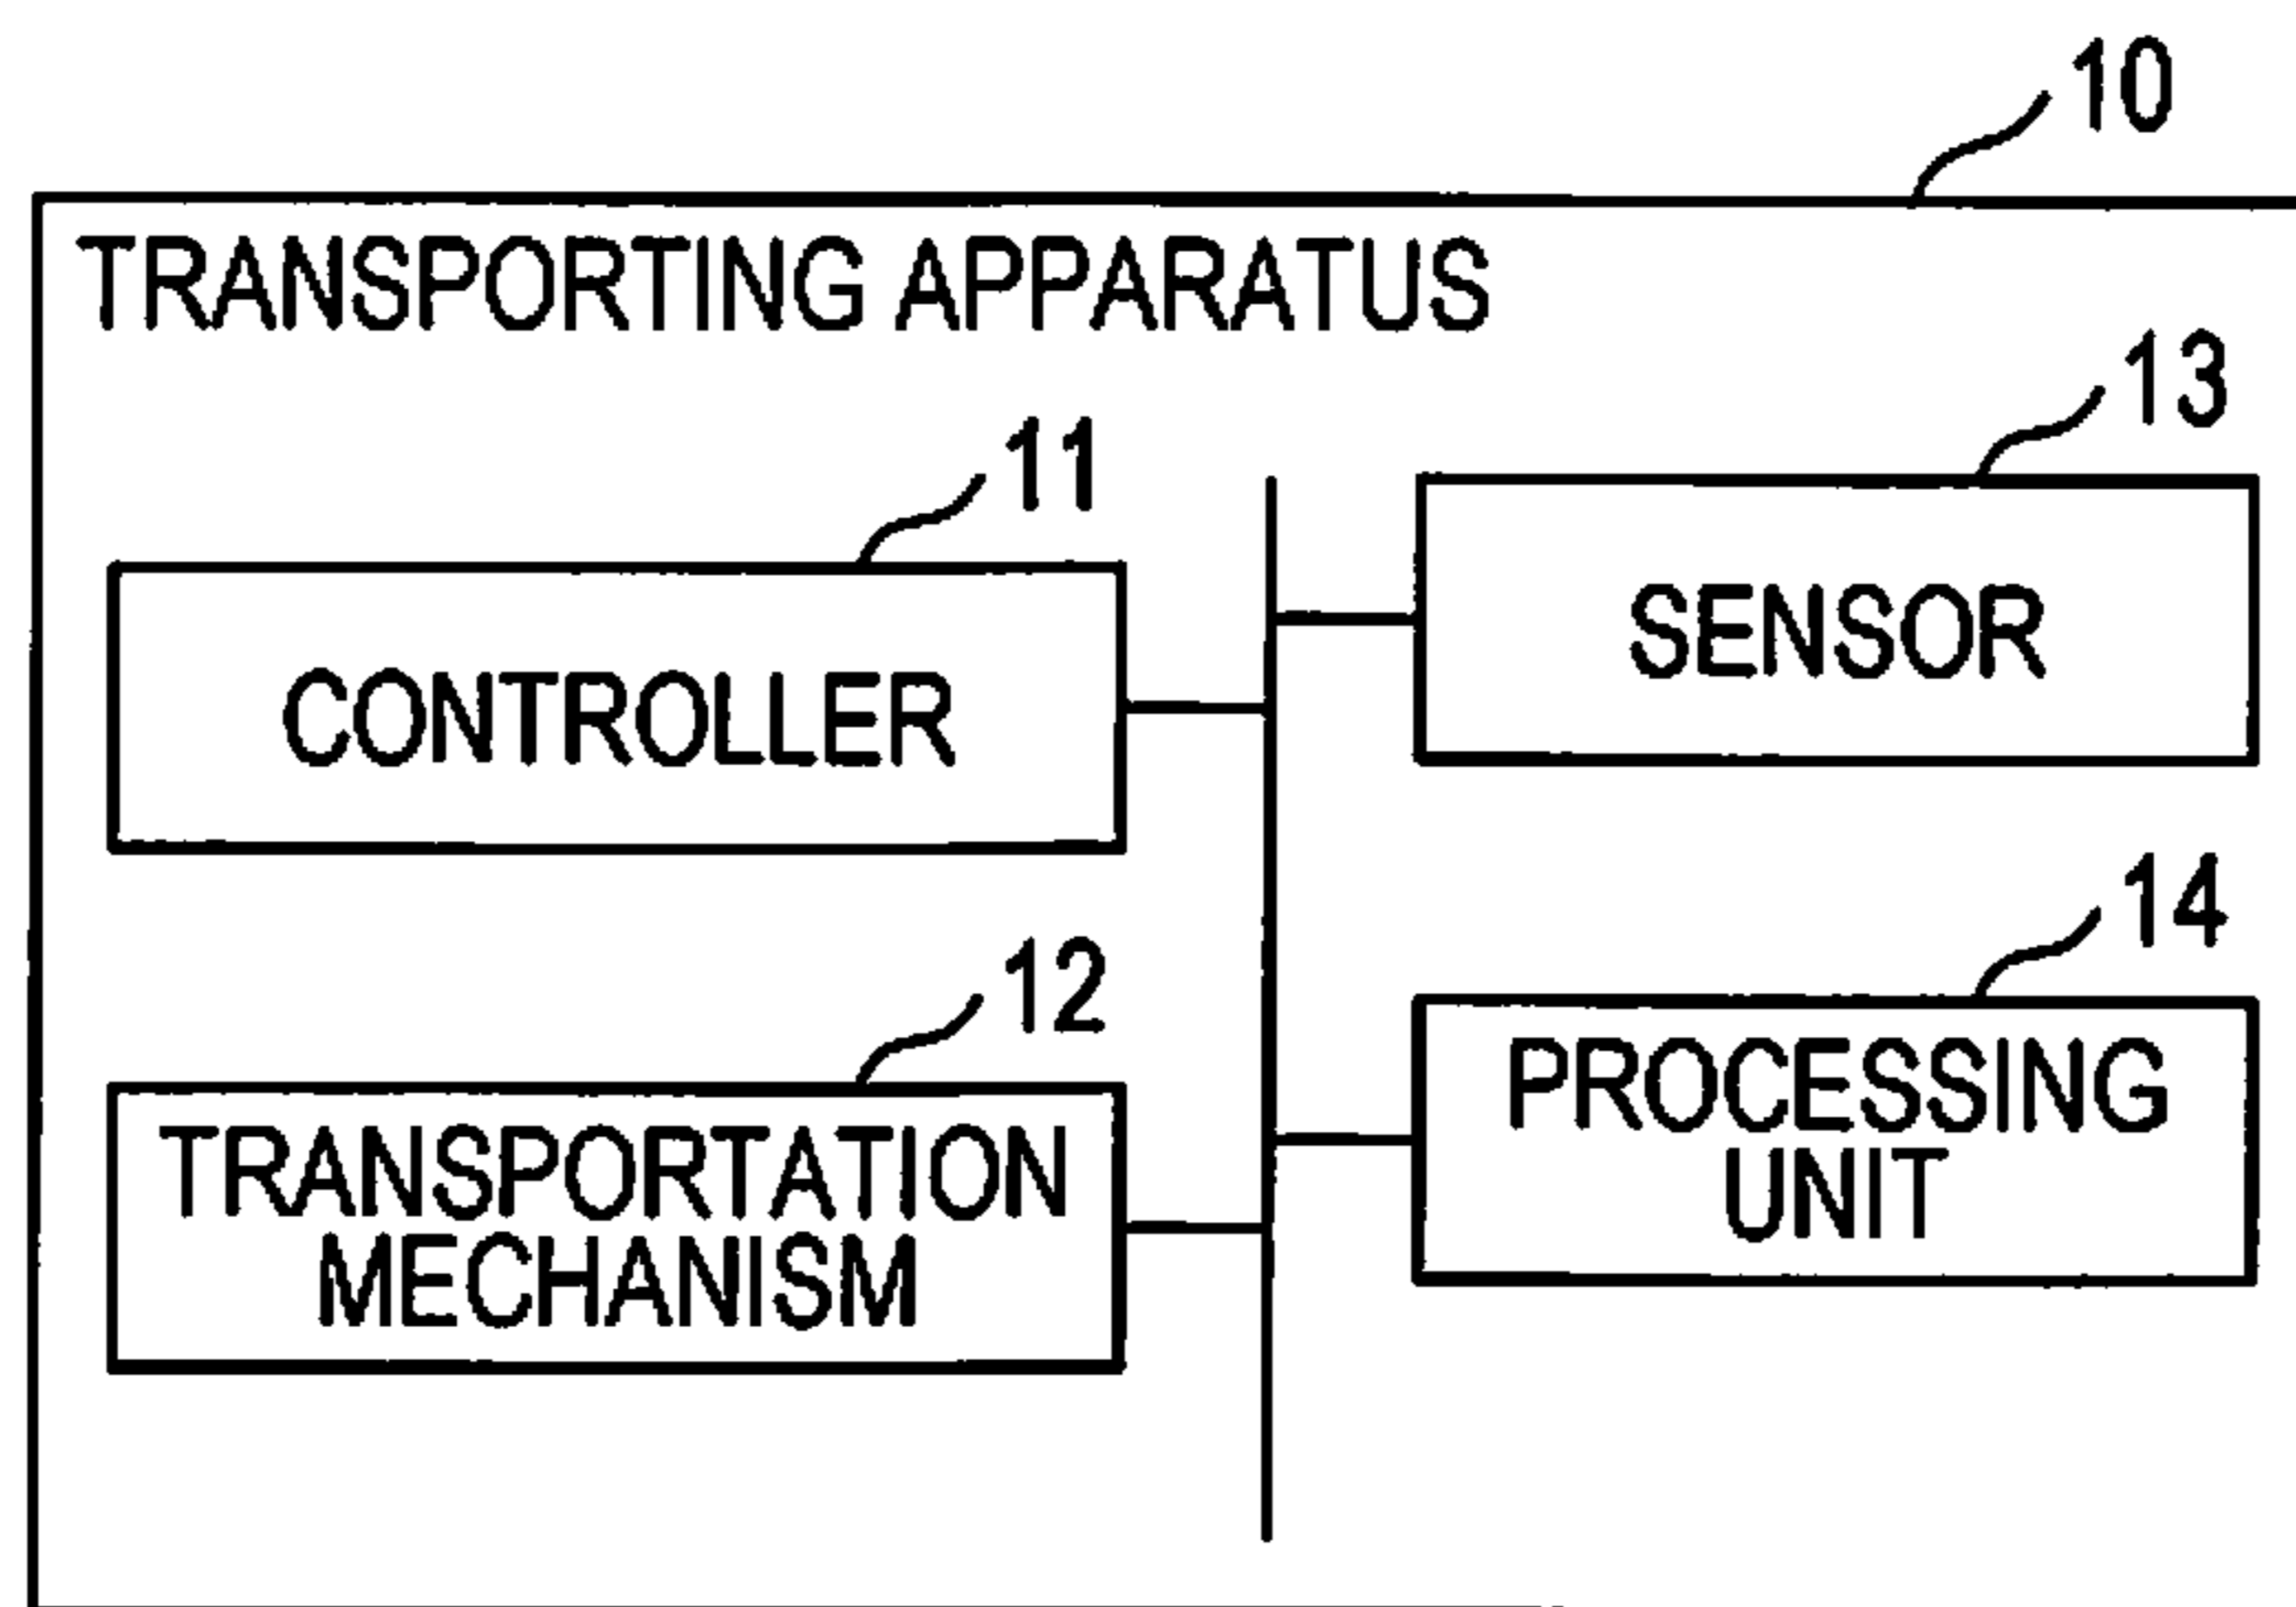 10
TRANSPORTING APPARATUS
11
CONTROLLER
12
TRANSPORTATION
MECHANISM
13
SENSOR
14
PROCESSING
UNIT